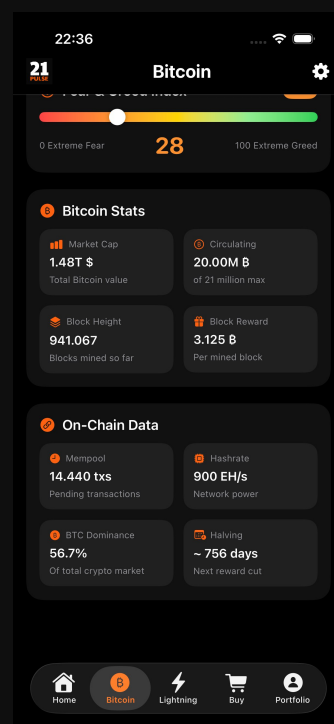 22:36
21
PULSE
Bitcoin
Fear & Greed Index
0 Extreme Fear
28
100 Extreme Greed
Bitcoin Stats
Market Cap
1.48T $
Total Bitcoin value
Circulating
20.00M ₿
of 21 million max
Block Height
941.067
Blocks mined so far
Block Reward
3.125 ₿
Per mined block
On-Chain Data
Mempool
14.440 txs
Pending transactions
Hashrate
900 EH/s
Network power
BTC Dominance
56.7%
Of total crypto market
Halving
~ 756 days
Next reward cut
Home
Bitcoin
Lightning
Buy
Portfolio